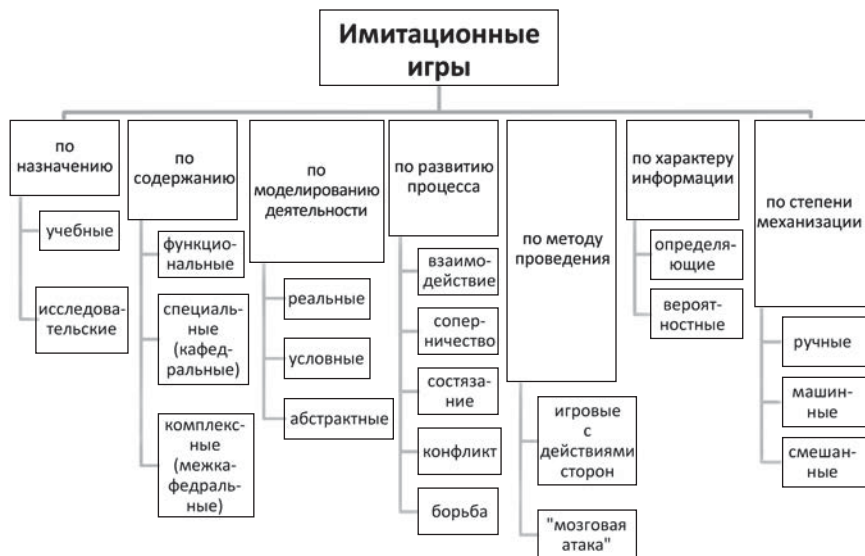 Имитационные
игры
по
назначению
учебные
исследова-
тельские
по
содержанию
функцио-
нальные
специаль-
ные
(кафед-
ральные)
комплекс-
ные
(межка-
федраль-
ные)
по
моделированию
деятельности
реальные
условные
абстрактные
по развитию
процесса
взаимо-
действие
сопер-
ничество
состяза-
ние
конфликт
борьба
по методу
проведения
игровые
с
действиями
сторон
"мозговая
атака"
по характеру
информации
определя-
ющие
вероят-
ностные
по степени
механизации
ручные
машин-
ные
смешан-
ные